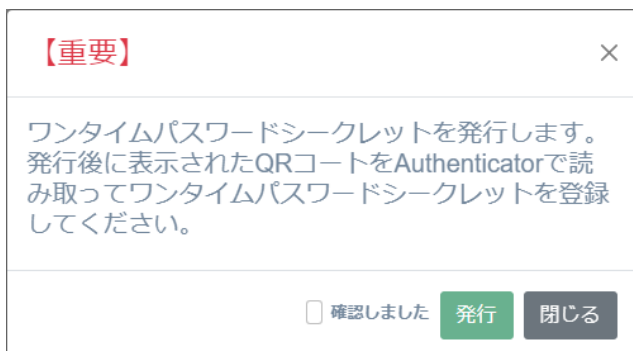 【重要】
ワンタイムパスワードシークレットを発行します。
発行後に表示されたQRコートをAuthenticatorで読
み取ってワンタイムパスワードシークレットを登録
してください。
確認しました 発行 閉じる